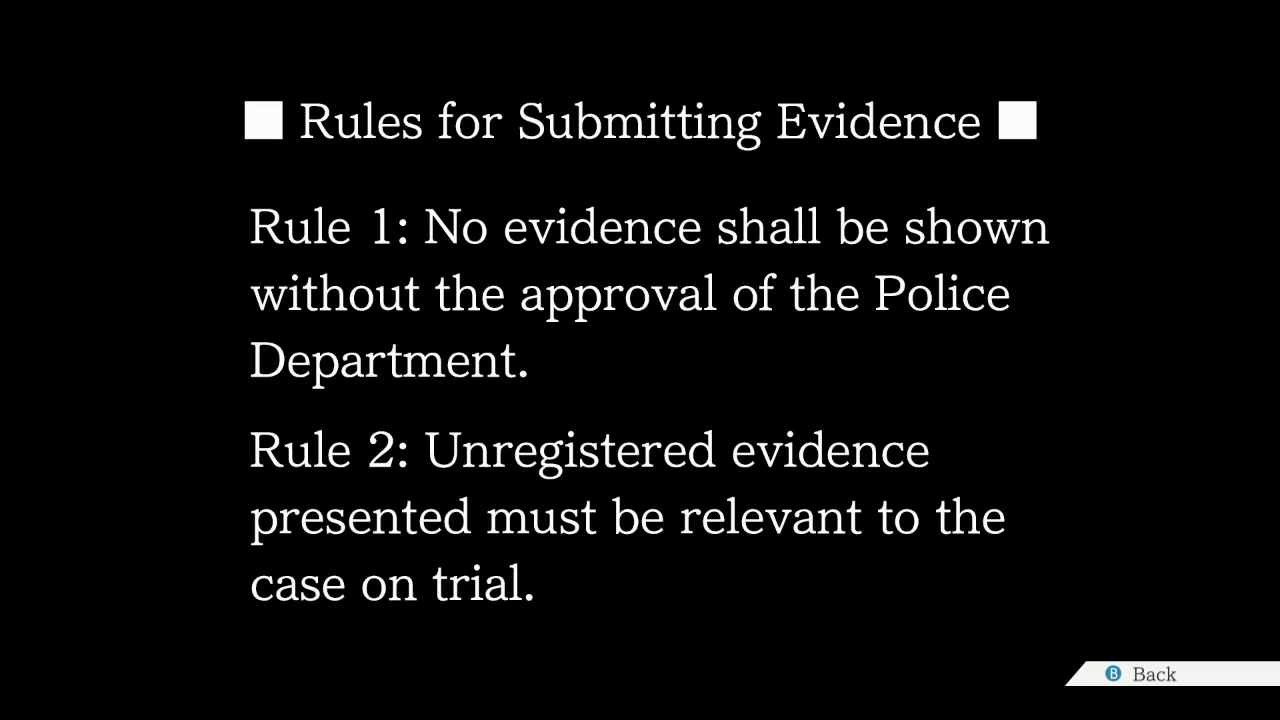 ■ Rules for Submitting Evidence ■
Rule 1: No evidence shall be shown
without the approval of the Police
Department.
Rule 2: Unregistered evidence
presented must be relevant to the
case on trial.
B Back